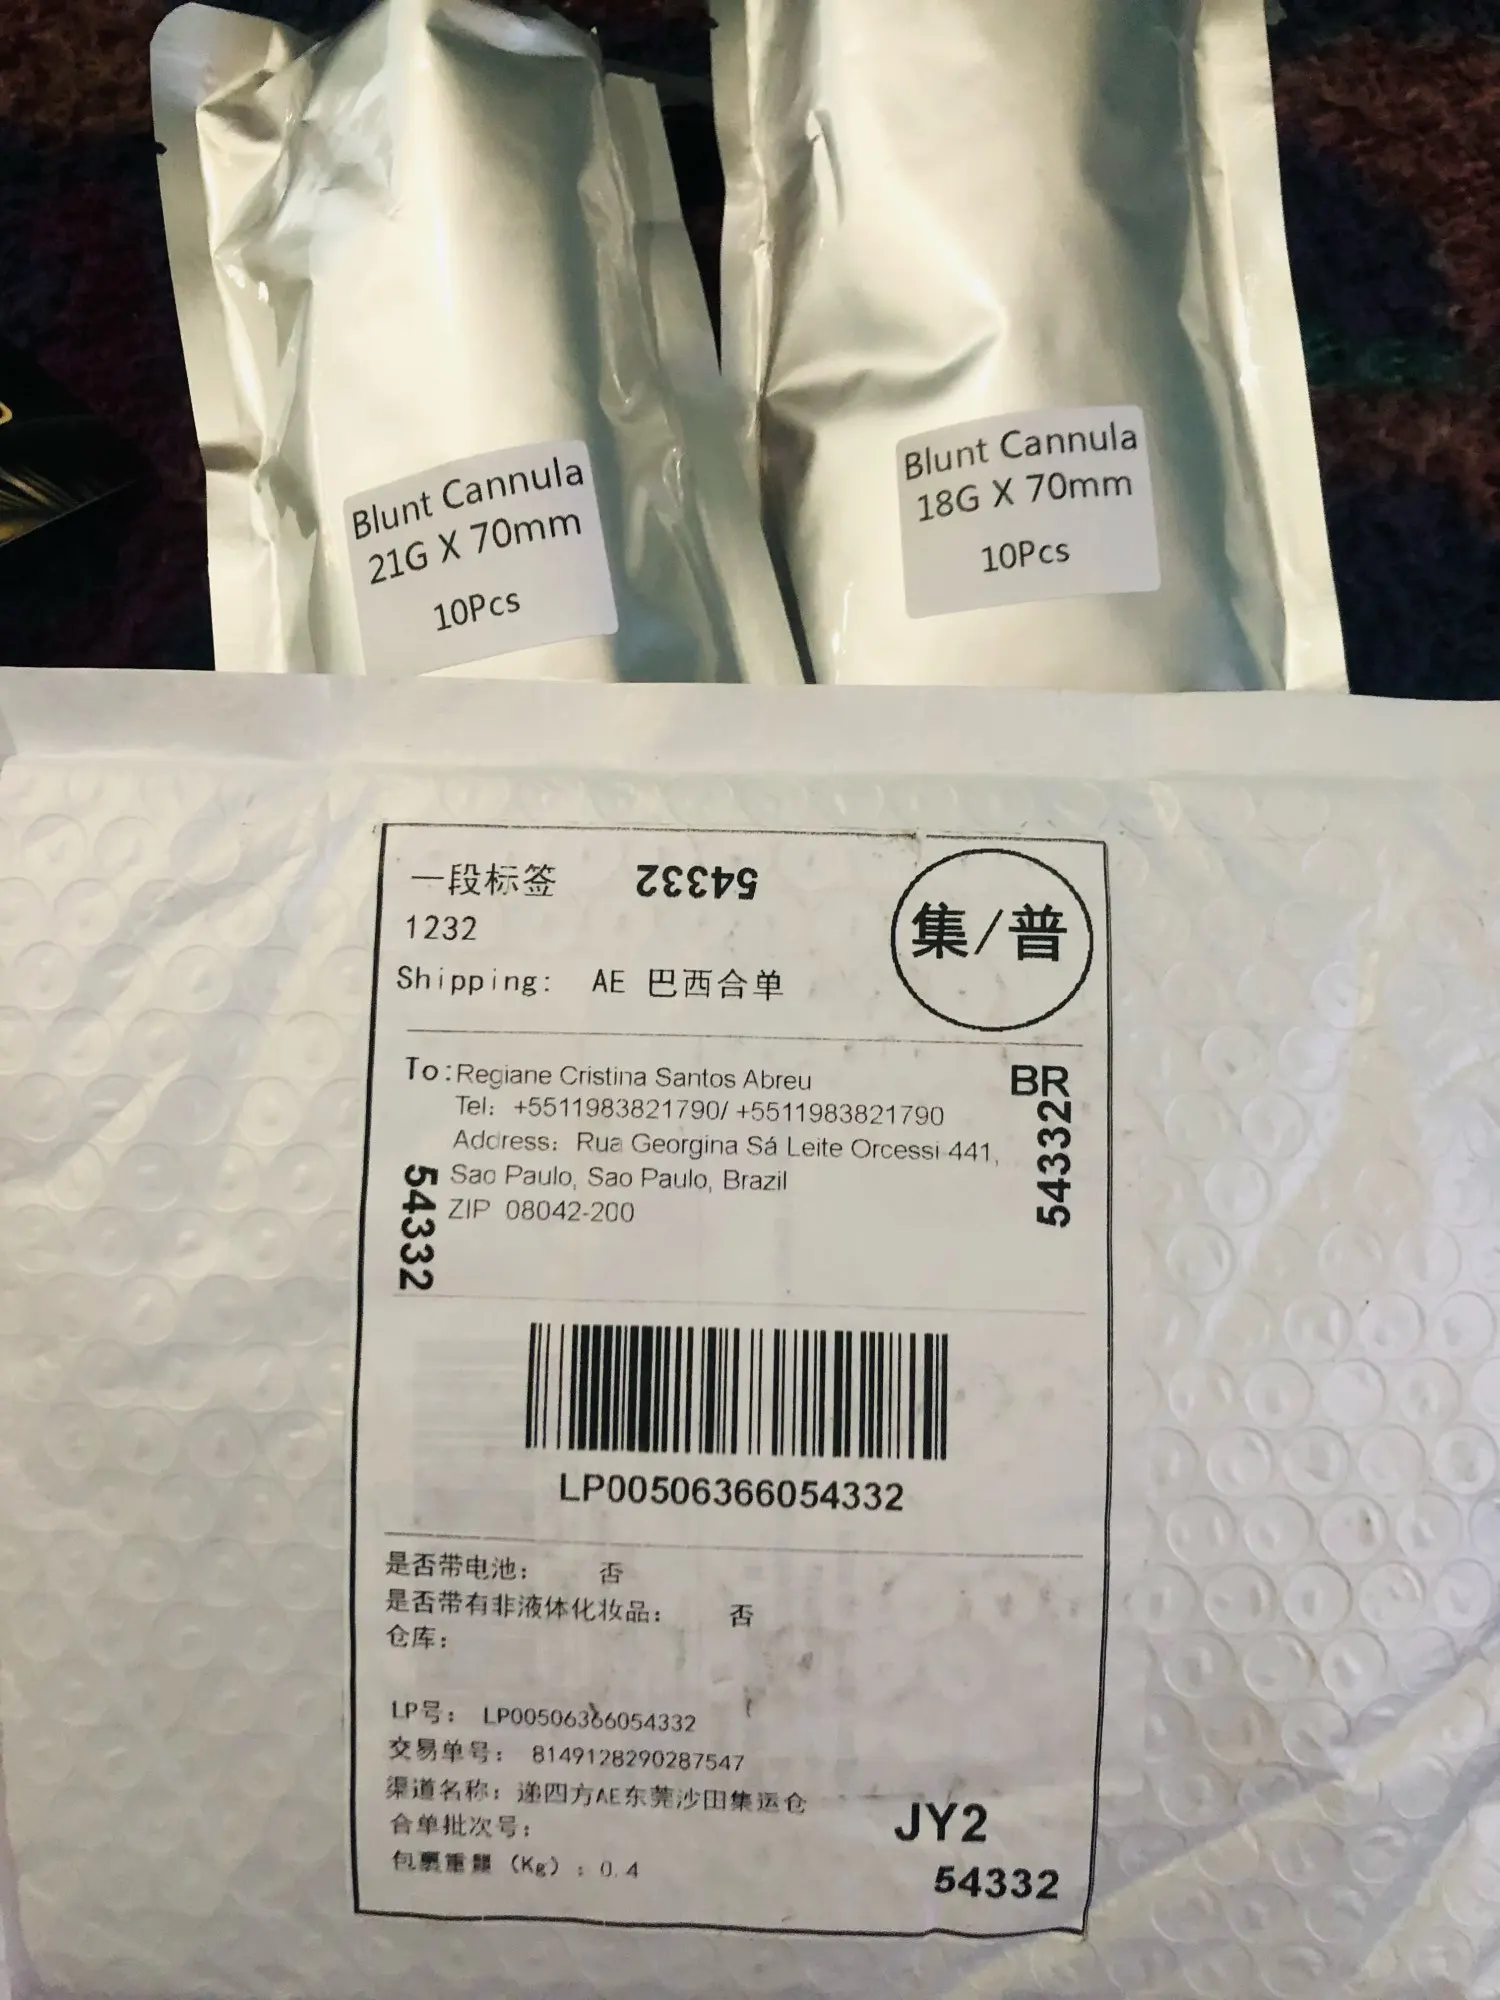 Blunt Cannula
21G X 70mm
10Pcs
Blunt Cannula
18G X 70mm
10Pcs
一段标签
54332
集/普
1232
Shipping: AE 巴西合单
To:Regiane Cristina Santos Abreu
BR
Tel: +5511983821790/ +5511983821790
Address: Rua Georgina Sá Leite Orcessi 441,
Sao Paulo, Sao Paulo, Brazil
ZIP 08042-200
54332
54332
LP00506366054332
是否带电池: 否
是否带有非液体化妆品: 否
仓库:
LP号: LP00506366054332
交易单号: 8149128290287547
渠道名称: 递四方AE东莞沙田集运仓
合单批次号:
包裹重量 (Kg) : 0.4
JY2
54332